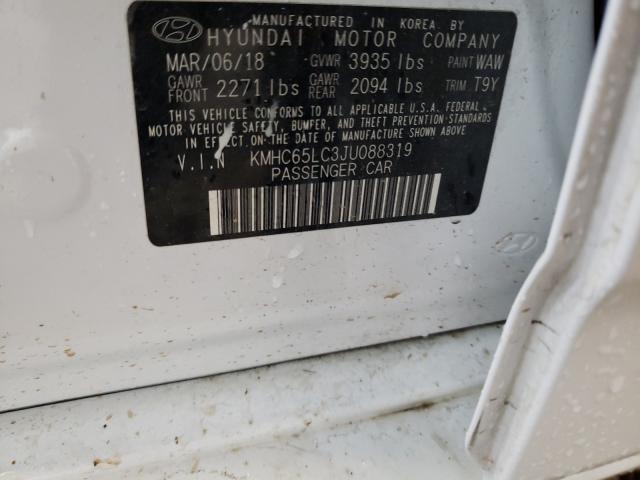 MANUFACTURED IN KOREA BY
HYUNDAI MOTOR COMPANY
MAR/06/18 GVWR 3935 lbs PAINT WAW
GAWR FRONT 2271 lbs GAWR REAR 2094 lbs TRIM T9Y
THIS VEHICLE CONFORMS TO ALL APPLICABLE U.S.A. FEDERAL
MOTOR VEHICLE SAFETY, BUMPER, AND THEFT PREVENTION STANDARDS
IN EFFECT ON THE DATE OF MANUFACTURE SHOWN ABOVE.
V.I.N KMHC65LC3JU088319
PASSENGER CAR